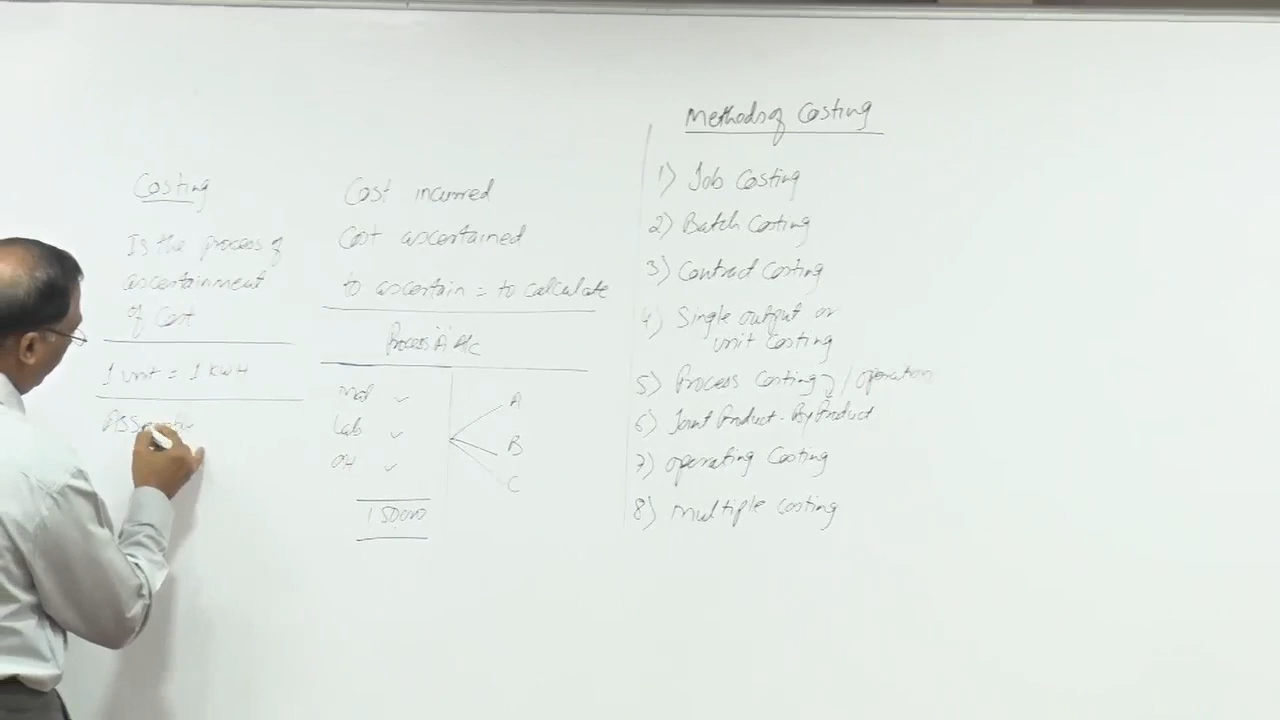 Costing
Is the process of
ascertainment
of Cost
1 unit = 1 KWH
Cost incurred
Cost ascertained
to ascertain = to calculate
Process 'A' A/c
Mat ✓
Lab ✓
OH ✓
A
B
C
Methods of Costing
1) Job Costing
2) Batch Costing
3) Contract Costing
4) Single output or
unit Costing
5) Process Costing / operation
6) Joint Product - By Product
7) operating Costing
8) multiple Costing